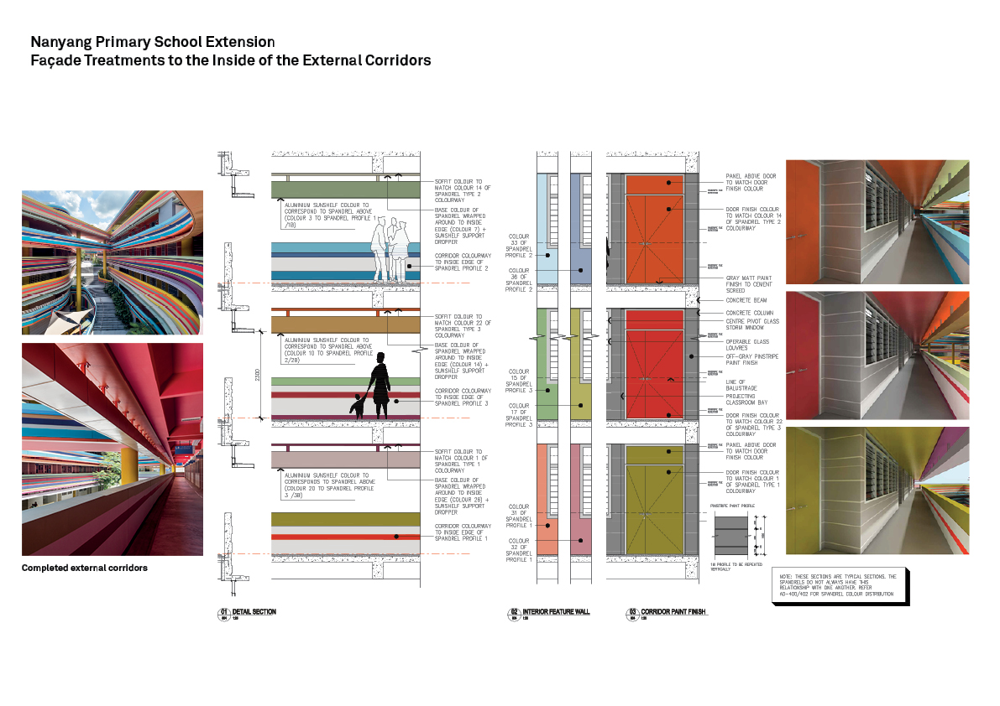 Nanyang Primary School Extension
Façade Treatments to the Inside of the External Corridors
SOFFIT COLOUR TO
MATCH COLOUR 14 OF
SPANDREL TYPE 2
COLOURWAY
ALUMINIUM SUNSHELF COLOUR TO
CORRESPOND TO SPANDREL ABOVE
(COLOUR 3 TO SPANDREL PROFILE 1
/1B)
BASE COLOUR OF
SPANDREL WRAPPED
AROUND TO INSIDE
EDGE (COLOUR 7) +
SUNSHELF SUPPORT
DROPPER
CORRIDOR COLOURWAY
TO INSIDE EDGE OF
SPANDREL PROFILE 2
SOFFIT COLOUR TO
MATCH COLOUR 22 OF
SPANDREL TYPE 3
COLOURWAY
ALUMINIUM SUNSHELF COLOUR TO
CORRESPOND TO SPANDREL ABOVE
(COLOUR 10 TO SPANDREL PROFILE
2/2B)
BASE COLOUR OF
SPANDREL WRAPPED
AROUND TO INSIDE
EDGE (COLOUR 14) +
SUNSHELF SUPPORT
DROPPER
2300
CORRIDOR COLOURWAY
TO INSIDE EDGE OF
SPANDREL PROFILE 3
SOFFIT COLOUR TO
MATCH COLOUR 1 OF
SPANDREL TYPE 1
COLOURWAY
ALUMINIUM SUNSHELF COLOUR TO
CORRESPONDS TO SPANDREL ABOVE
(COLOUR 20 TO SPANDREL PROFILE
3 /3B)
BASE COLOUR OF
SPANDREL WRAPPED
AROUND TO INSIDE
EDGE (COLOUR 26) +
SUNSHELF SUPPORT
DROPPER
CORRIDOR COLOURWAY
TO INSIDE EDGE OF
SPANDREL PROFILE 1
COLOUR
33 OF
SPANDREL
PROFILE 2
COLOUR
36 OF
SPANDREL
PROFILE 2
COLOUR
15 OF
SPANDREL
PROFILE 3
COLOUR
17 OF
SPANDREL
PROFILE 3
COLOUR
31 OF
SPANDREL
PROFILE 1
COLOUR
32 OF
SPANDREL
PROFILE 1
PANEL ABOVE DOOR
TO MATCH DOOR
FINISH COLOUR
DOOR FINISH COLOUR
TO MATCH COLOUR 14
OF SPANDREL TYPE 2
COLOURWAY
GRAY MATT PAINT
FINISH TO CEMENT
SCREED
CONCRETE BEAM
CONCRETE COLUMN
CENTRE PIVOT GLASS
STORM WINDOW
OPERABLE GLASS
LOUVRES
OFF-GRAY PINSTRIPE
PAINT FINISH
LINE OF
BALUSTRADE
PROJECTING
CLASSROOM BAY
DOOR FINISH COLOUR
TO MATCH COLOUR 22
OF SPANDREL TYPE 3
COLOURWAY
PANEL ABOVE DOOR
TO MATCH DOOR
FINISH COLOUR
DOOR FINISH COLOUR
TO MATCH COLOUR 1
OF SPANDREL TYPE 1
COLOURWAY
PINSTRIPE PAINT PROFILE
PROFILE TO BE REPEATED
VERTICALLY
Completed external corridors
NOTE: THESE SECTIONS ARE TYPICAL SECTIONS. THE
SPANDRELS DO NOT ALWAYS HAVE THIS
RELATIONSHIP WITH ONE ANOTHER. REFER
AD-400/402 FOR SPANDREL COLOUR DISTRIBUTION
01 DETAIL SECTION
02 INTERIOR FEATURE WALL
03 CORRIDOR PAINT FINISH